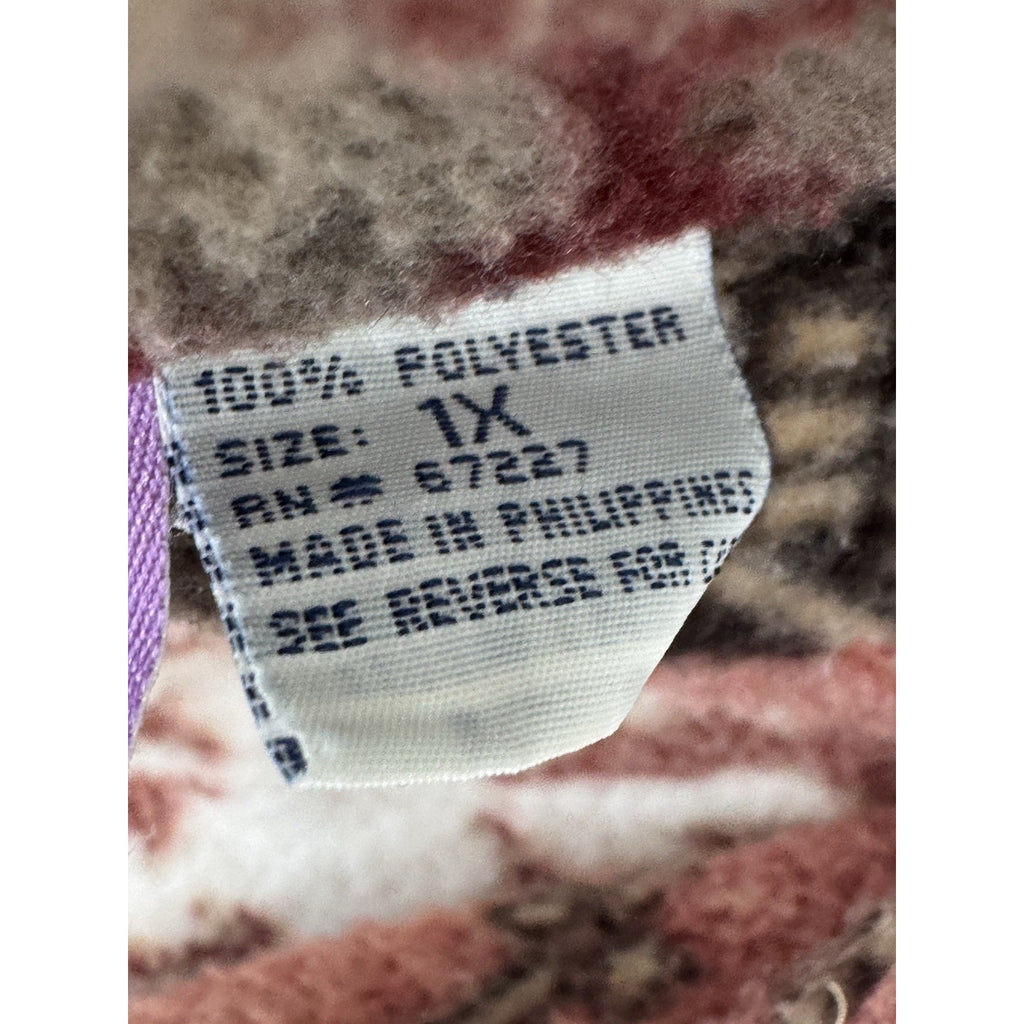 100% POLYESTER
SIZE: 1X
RN# 67227
MADE IN PHILIPPINES
SEE REVERSE FOR